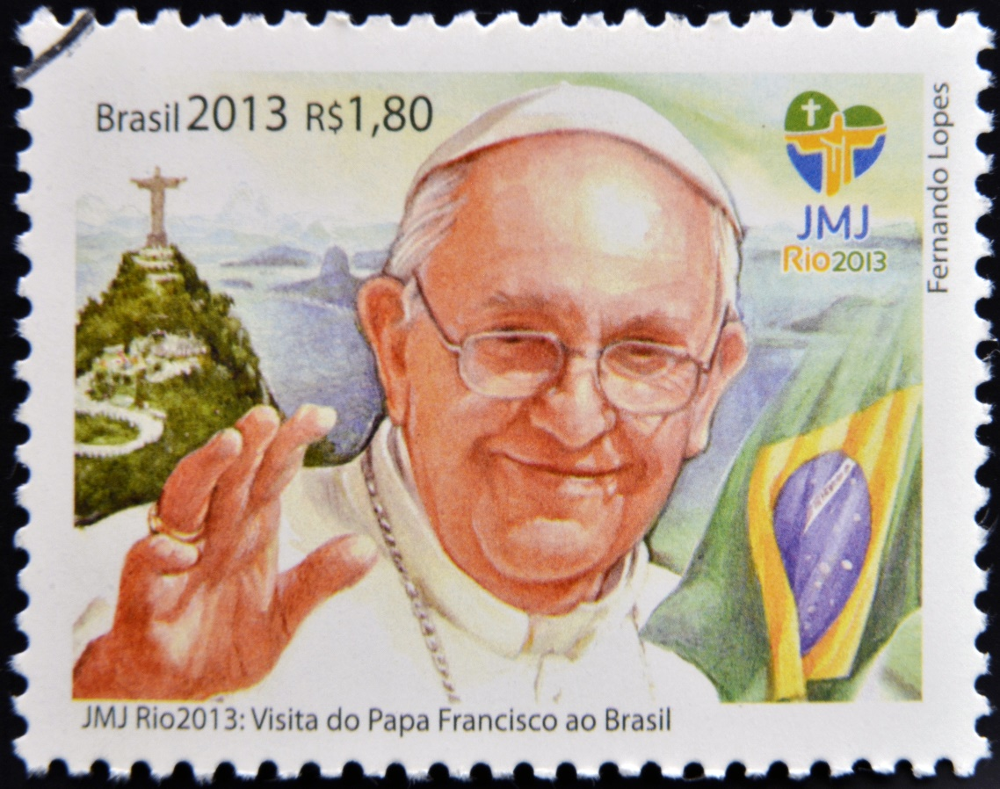 Brasil 2013 R$1,80
JMJ
Rio2013
Fernando Lopes
JMJ Rio2013: Visita do Papa Francisco ao Brasil